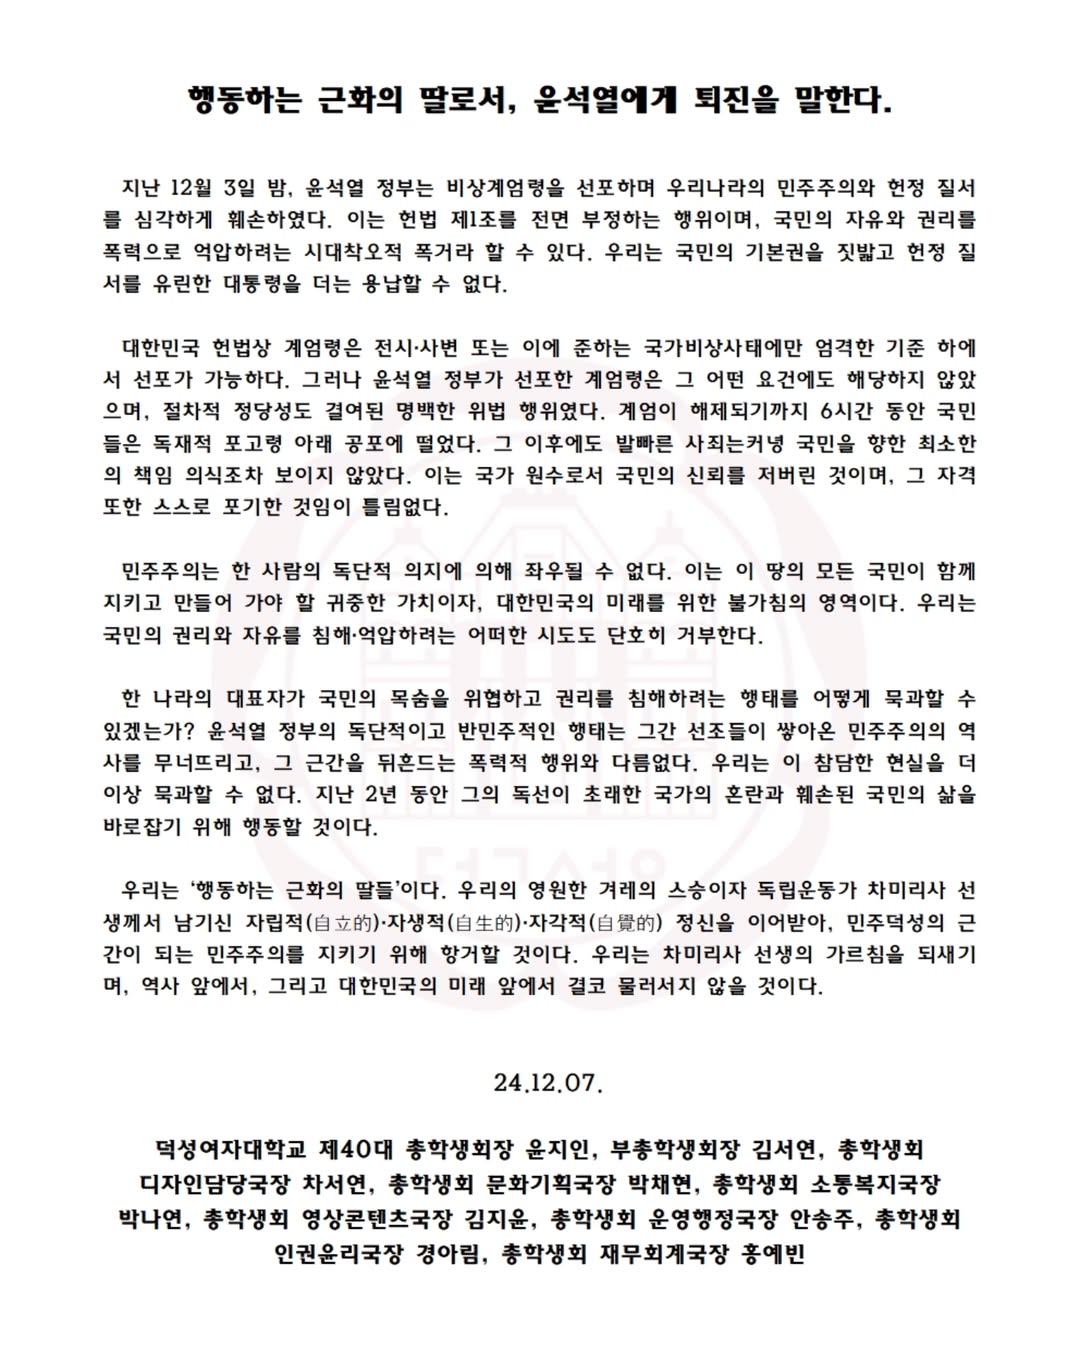 행동하는 근화의 딸로서, 윤석열에게 퇴진을 말한다.
지난 12월 3일 밤, 윤석열 정부는 비상계엄령을 선포하며 우리나라의 민주주의와 헌정 질서
를 심각하게 훼손하였다. 이는 헌법 제1조를 전면 부정하는 행위이며, 국민의 자유와 권리를
폭력으로 억압하려는 시대착오적 폭거라 할 수 있다. 우리는 국민의 기본권을 짓밟고 헌정 질
서를 유린한 대통령을 더는 용납할 수 없다.
대한민국 헌법상 계엄령은 전시·사변 또는 이에 준하는 국가비상사태에만 엄격한 기준 하에
서 선포가 가능하다. 그러나 윤석열 정부가 선포한 계엄령은 그 어떤 요건에도 해당하지 않았
으며, 절차적 정당성도 결여된 명백한 위법 행위였다. 계엄이 해제되기까지 6시간 동안 국민
들은 독재적 포고령 아래 공포에 떨었다. 그 이후에도 발빠른 사죄는커녕 국민을 향한 최소한
의 책임 의식조차 보이지 않았다. 이는 국가 원수로서 국민의 신뢰를 저버린 것이며, 그 자격
또한 스스로 포기한 것임이 틀림없다.
민주주의는 한 사람의 독단적 의지에 의해 좌우될 수 없다. 이는 이 땅의 모든 국민이 함께
지키고 만들어 가야 할 귀중한 가치이자, 대한민국의 미래를 위한 불가침의 영역이다. 우리는
국민의 권리와 자유를 침해·억압하려는 어떠한 시도도 단호히 거부한다.
한 나라의 대표자가 국민의 목숨을 위협하고 권리를 침해하려는 행태를 어떻게 묵과할 수
있겠는가? 윤석열 정부의 독단적이고 반민주적인 행태는 그간 선조들이 쌓아온 민주주의의 역
사를 무너뜨리고, 그 근간을 뒤흔드는 폭력적 행위와 다름없다. 우리는 이 참담한 현실을 더
이상 묵과할 수 없다. 지난 2년 동안 그의 독선이 초래한 국가의 혼란과 훼손된 국민의 삶을
바로잡기 위해 행동할 것이다.
우리는 ‘행동하는 근화의 딸들’이다. 우리의 영원한 겨레의 스승이자 독립운동가 차미리사 선
생께서 남기신 자립적(自立的)·자생적(自生的)·자각적(自覺的) 정신을 이어받아, 민주덕성의 근
간이 되는 민주주의를 지키기 위해 항거할 것이다. 우리는 차미리사 선생의 가르침을 되새기
며, 역사 앞에서, 그리고 대한민국의 미래 앞에서 결코 물러서지 않을 것이다.
24.12.07.
덕성여자대학교 제40대 총학생회장 윤지인, 부총학생회장 김서연, 총학생회
디자인담당국장 차서연, 총학생회 문화기획국장 박채현, 총학생회 소통복지국장
박나연, 총학생회 영상콘텐츠국장 김지윤, 총학생회 운영행정국장 안송주, 총학생회
인권윤리국장 경아림, 총학생회 재무회계국장 홍예빈